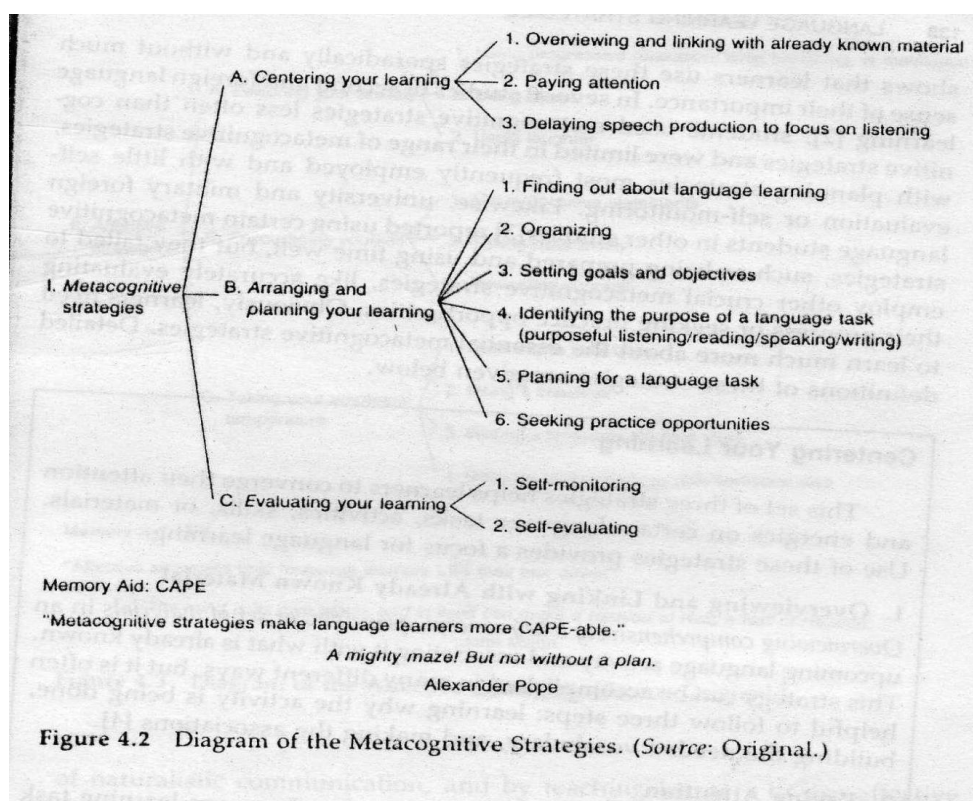 1. Overviewing and linking with already known material
A. Centering your learning
2. Paying attention
3. Delaying speech production to focus on listening
1. Finding out about language learning
2. Organizing
3. Setting goals and objectives
I. Metacognitive
strategies
B. Arranging and
planning your learning
4. Identifying the purpose of a language task
(purposeful listening/reading/speaking/writing)
5. Planning for a language task
6. Seeking practice opportunities
C. Evaluating your learning
1. Self-monitoring
2. Self-evaluating
Memory Aid: CAPE
"Metacognitive strategies make language learners more CAPE-able."
A mighty maze! But not without a plan.
Alexander Pope
Figure 4.2 Diagram of the Metacognitive Strategies. (Source: Original.)